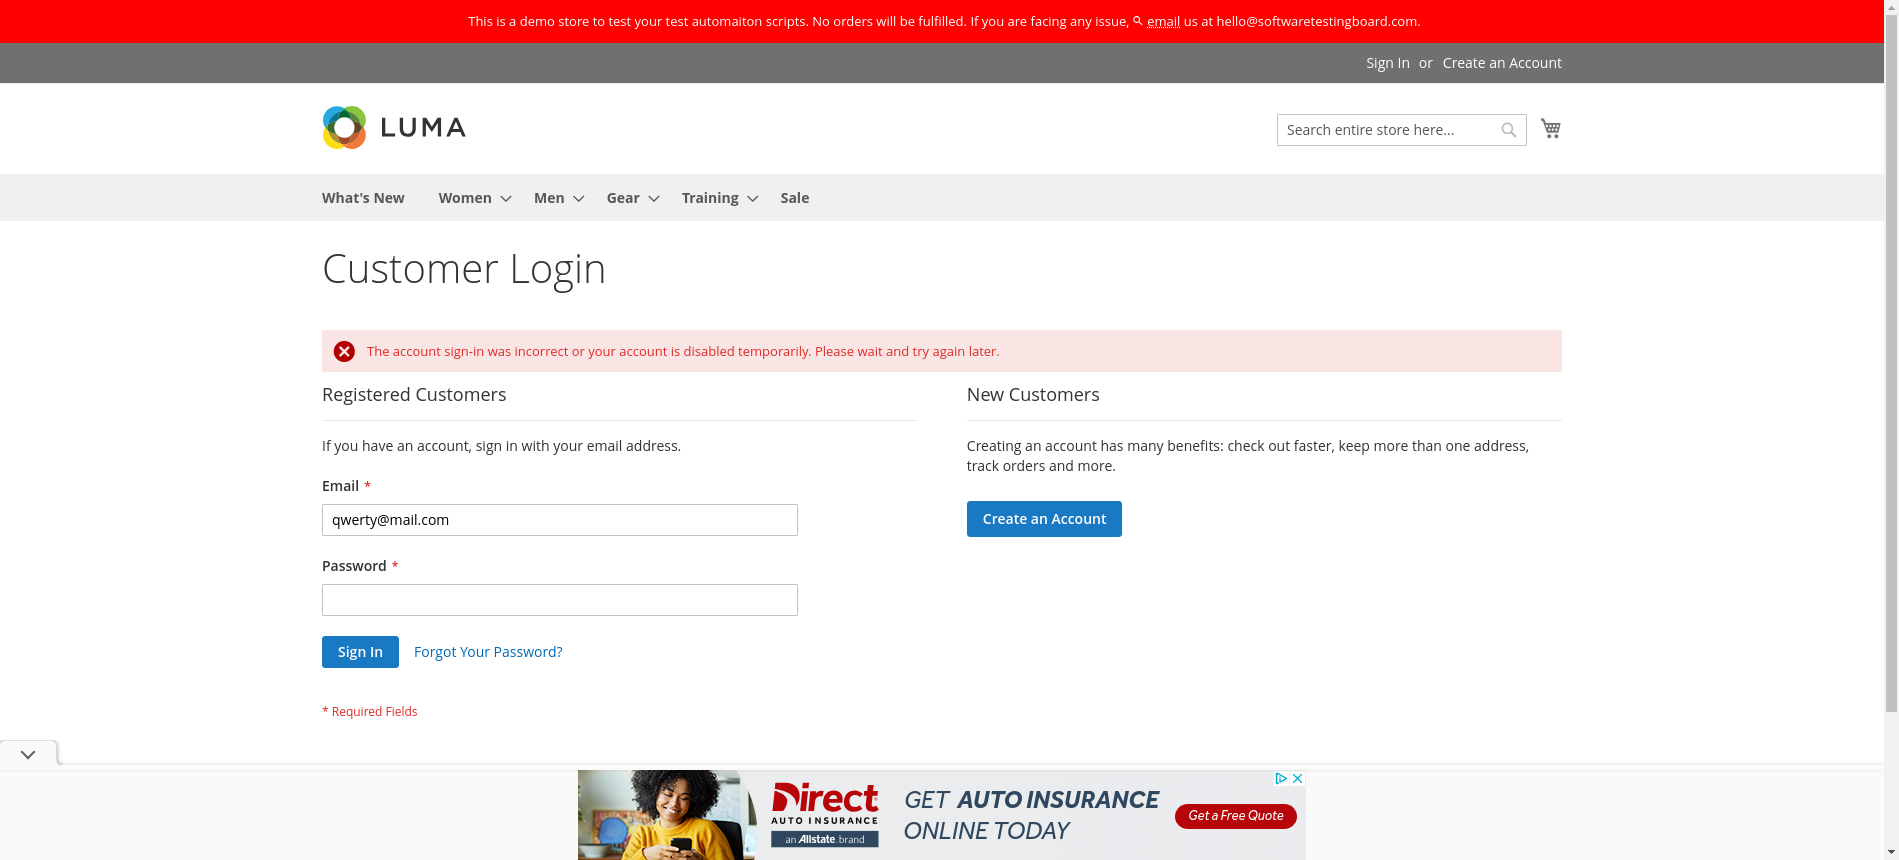 This is a demo store to test your test automaiton scripts. No orders will be fulfilled. If you are facing any issue, email us at hello@softwaretestingboard.com.
Sign In or Create an Account
LUMA
Search entire store here...
What's New Women Men Gear Training Sale
Customer Login
The account sign-in was incorrect or your account is disabled temporarily. Please wait and try again later.
Registered Customers
If you have an account, sign in with your email address.
Email *
qwerty@mail.com
Password *
Sign In Forgot Your Password?
* Required Fields
New Customers
Creating an account has many benefits: check out faster, keep more than one address,
track orders and more.
Create an Account
Direct
AUTO INSURANCE
an Allstate brand
GET AUTO INSURANCE
ONLINE TODAY
Get a Free Quote